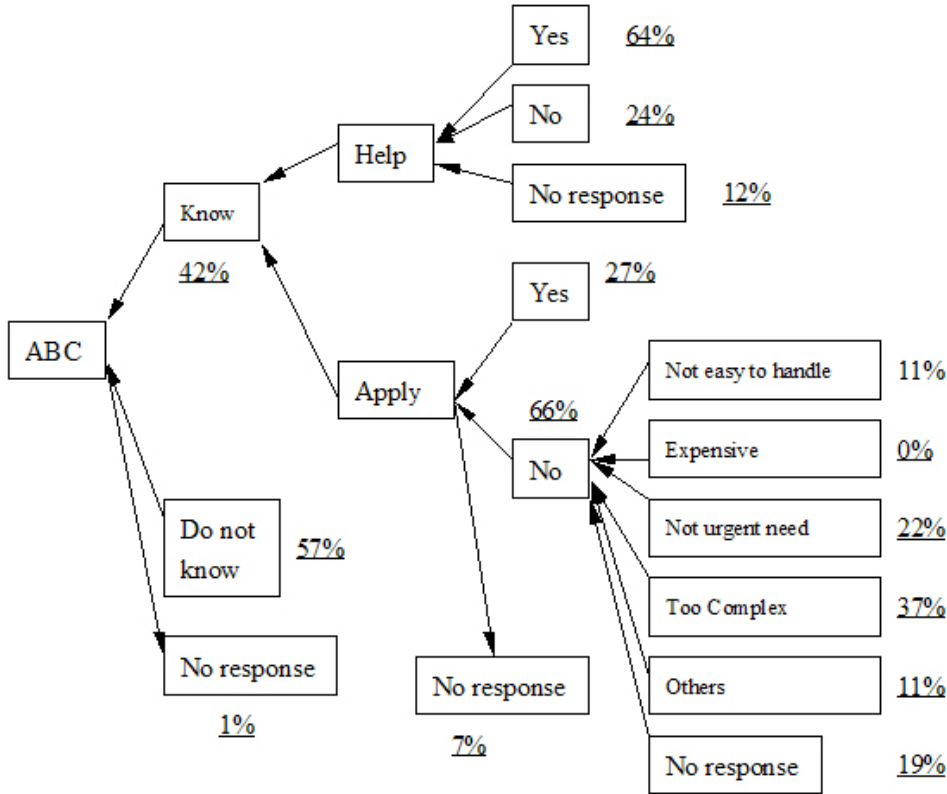 Yes 64%
No 24%
Help
No response 12%
Know
42%
Yes 27%
ABC
Apply
Not easy to handle 11%
66%
No
Expensive 0%
Not urgent need 22%
Do not
know
57%
Too Complex 37%
No response
1%
No response
7%
Others 11%
No response 19%